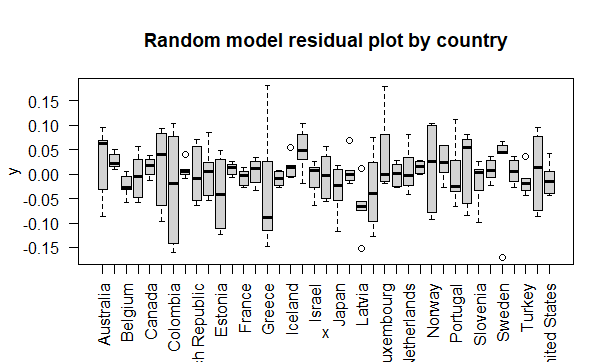 Random model residual plot by country
y
0.15
0.10
0.05
0.00
-0.05
-0.10
-0.15
Australia
Belgium
Canada
Colombia
ch Republic
Estonia
France
Greece
Iceland
Israel
Japan
Latvia
uxembourg
Netherlands
Norway
Portugal
Slovenia
Sweden
Turkey
nited States
x